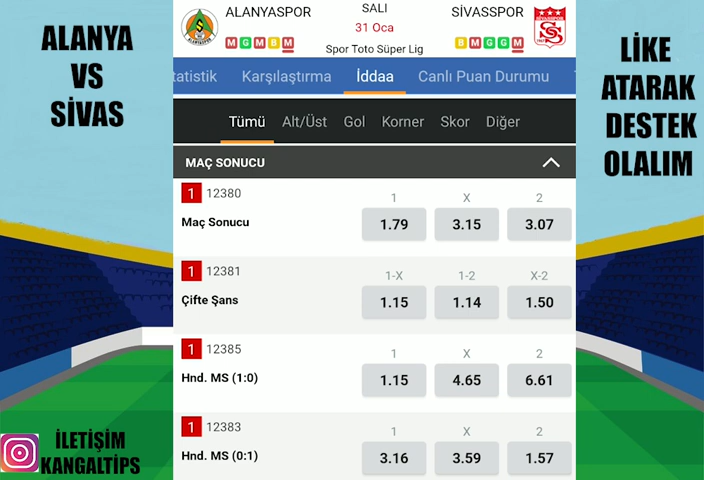 ALANYA
VS
SİVAS
ALANYASPOR
SALI
SİVASSPOR
31 Oca
M G M B M
Spor Toto Süper Lig
B M G G M
tatistik Karşılaştırma İddaa Canlı Puan Durumu
Tümü Alt/Üst Gol Korner Skor Diğer
MAÇ SONUCU
1 12380
Maç Sonucu
1 X 2
1.79 3.15 3.07
1 12381
Çifte Şans
1-X 1-2 X-2
1.15 1.14 1.50
1 12385
Hnd. MS (1:0)
1 X 2
1.15 4.65 6.61
1 12383
Hnd. MS (0:1)
1 X 2
3.16 3.59 1.57
LİKE
ATARAK
DESTEK
OLALIM
İLETİŞİM
KANGALTİPS